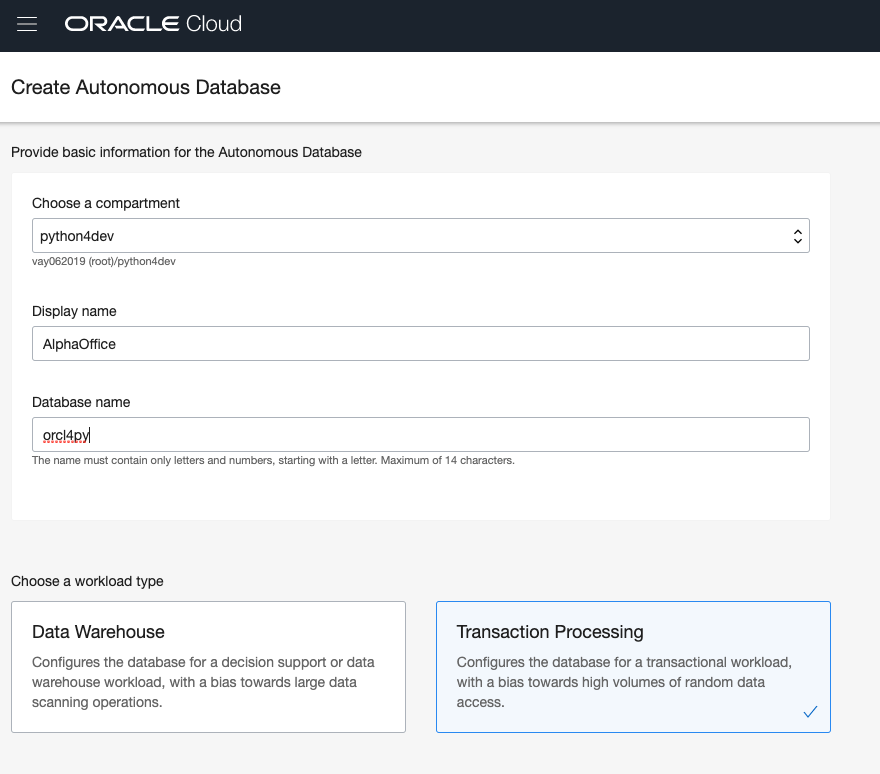 ORACLE Cloud
Create Autonomous Database
Provide basic information for the Autonomous Database
Choose a compartment
python4dev
vay062019 (root)/python4dev
Display name
AlphaOffice
Database name
orcl4py
The name must contain only letters and numbers, starting with a letter. Maximum of 14 characters.
Choose a workload type
Data Warehouse
Configures the database for a decision support or data
warehouse workload, with a bias towards large data
scanning operations.
Transaction Processing
Configures the database for a transactional workload,
with a bias towards high volumes of random data
access.